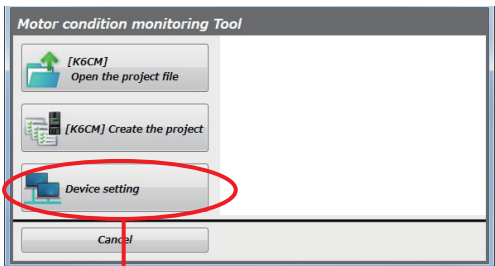 Motor condition monitoring Tool
[K6CM]
Open the project file
[K6CM] Create the project
Device setting
Cancel